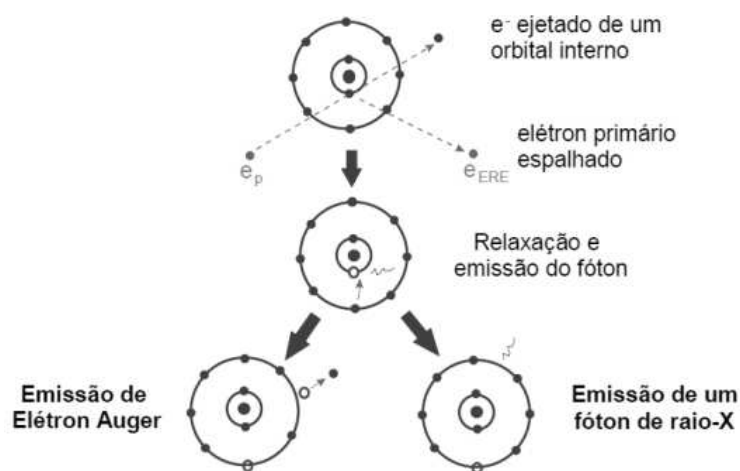 e⁻ ejetado de um
orbital interno
elétron primário
espalhado
e_p
e_ERE
Relaxação e
emissão do fóton
Emissão de
Elétron Auger
Emissão de um
fóton de raio-X